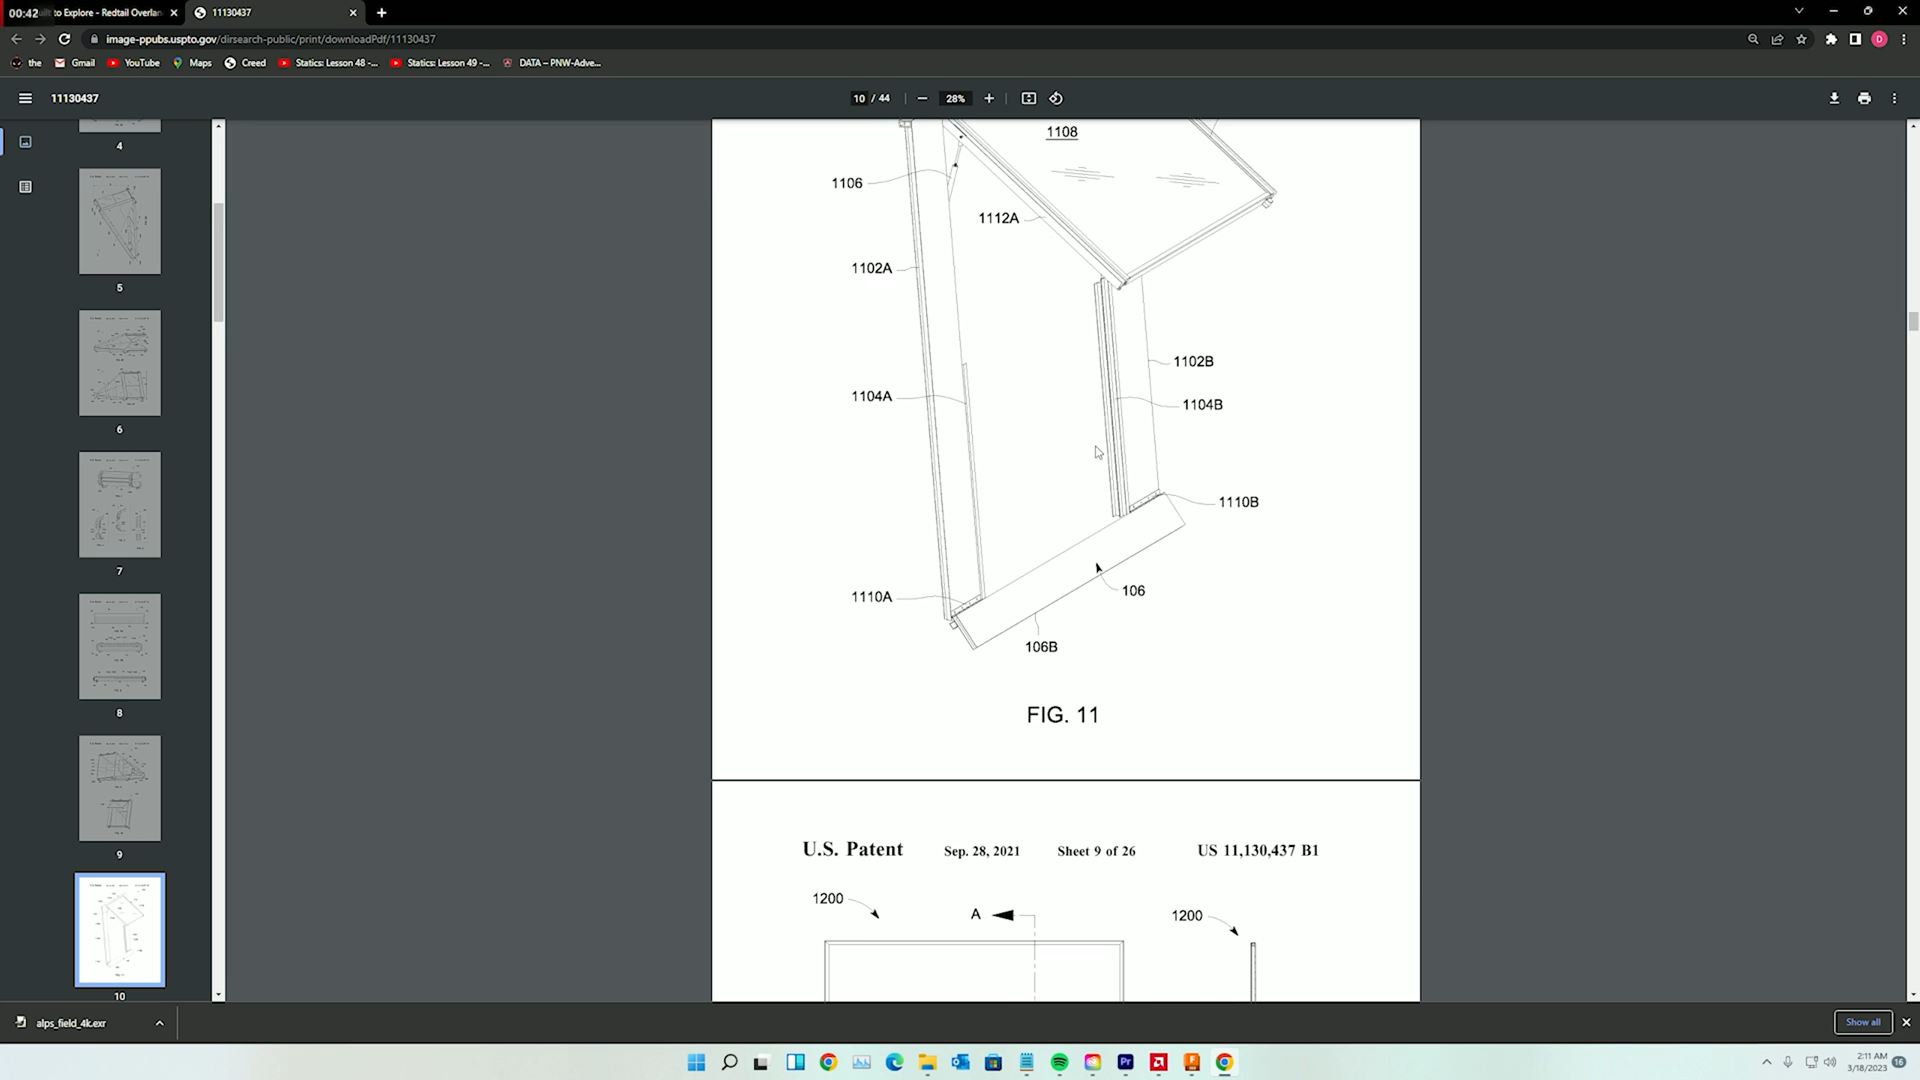 00:42
ilt to Explore - Redtail Overlan
11130437
image-ppubs.uspto.gov/dirsearch-public/print/downloadPdf/11130437
the
Gmail
YouTube
Maps
Creed
Statics: Lesson 48 -...
Statics: Lesson 49 -...
DATA – PNW-Adve...
D
11130437
10 / 44
28%
4
5
6
7
8
9
10
1108
1106
1112A
1102A
1102B
1104A
1104B
1110B
1110A
106
106B
FIG. 11
U.S. Patent Sep. 28, 2021 Sheet 9 of 26 US 11,130,437 B1
1200
A
1200
alps_field_4k.exr
Show all
Pr
2:11 AM
3/18/2023
16